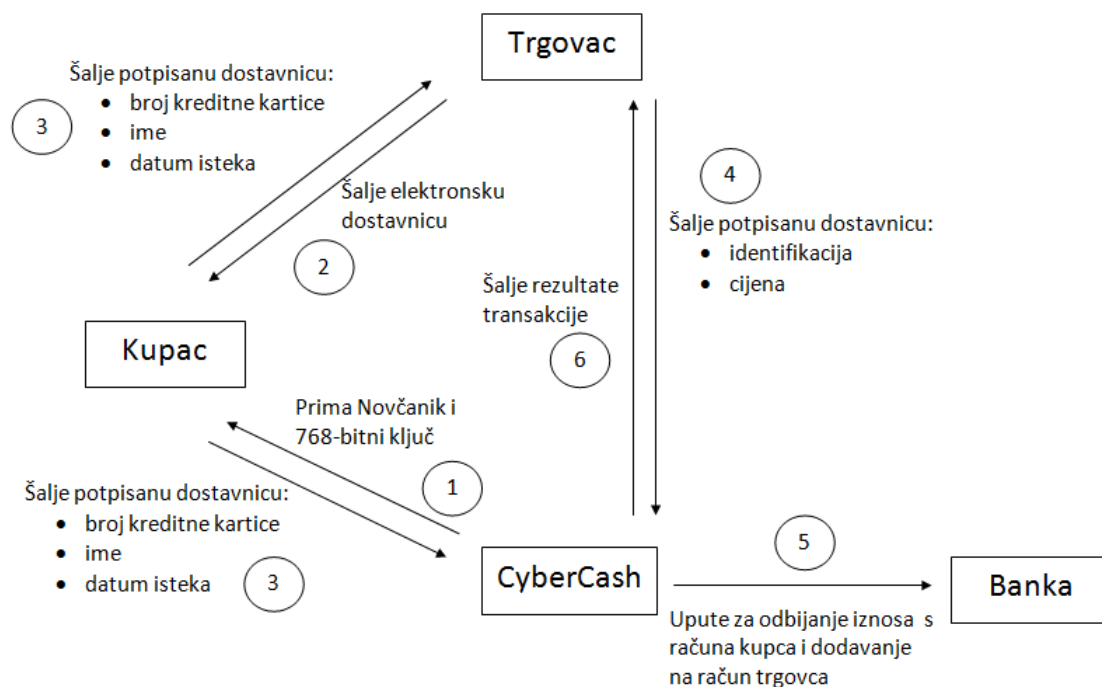 Trgovac
Šalje potpisanu dostavnicu:
• broj kreditne kartice
• ime
• datum isteka
3
Šalje elektronsku
dostavnicu
2
4
Šalje potpisanu dostavnicu:
• identifikacija
• cijena
Šalje rezultate
transakcije
6
Kupac
Prima Novčanik i
768-bitni ključ
1
Šalje potpisanu dostavnicu:
• broj kreditne kartice
• ime
• datum isteka
3
CyberCash
5
Banka
Upute za odbijanje iznosa s
računa kupca i dodavanje
na račun trgovca